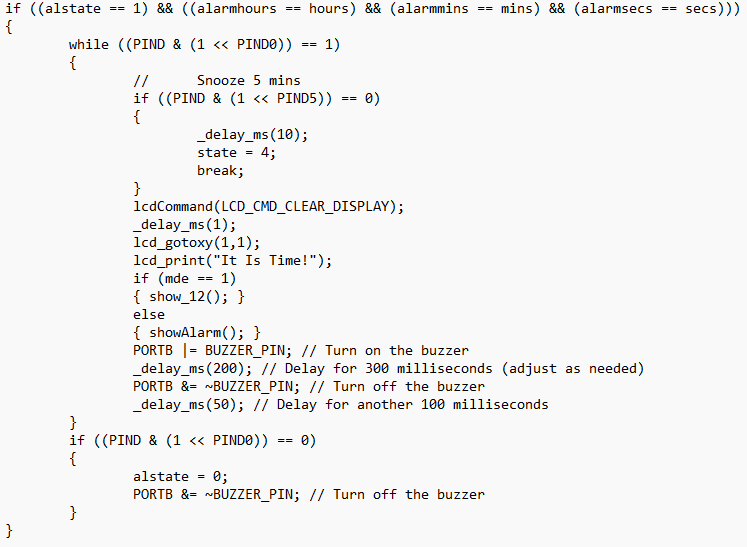 if ((alstate == 1) && ((alarmhours == hours) && (alarmmins == mins) && (alarmsecs == secs)))
{
        while ((PIND & (1 << PIND0)) == 1)
        {
                //      Snooze 5 mins
                if ((PIND & (1 << PIND5)) == 0)
                {
                        _delay_ms(10);
                        state = 4;
                        break;
                }
                lcdCommand(LCD_CMD_CLEAR_DISPLAY);
                _delay_ms(1);
                lcd_gotoxy(1,1);
                lcd_print("It Is Time!");
                if (mde == 1)
                { show_12(); }
                else
                { showAlarm(); }
                PORTB |= BUZZER_PIN; // Turn on the buzzer
                _delay_ms(200); // Delay for 300 milliseconds (adjust as needed)
                PORTB &= ~BUZZER_PIN; // Turn off the buzzer
                _delay_ms(50); // Delay for another 100 milliseconds
        }
        if ((PIND & (1 << PIND0)) == 0)
        {
                alstate = 0;
                PORTB &= ~BUZZER_PIN; // Turn off the buzzer
        }
}